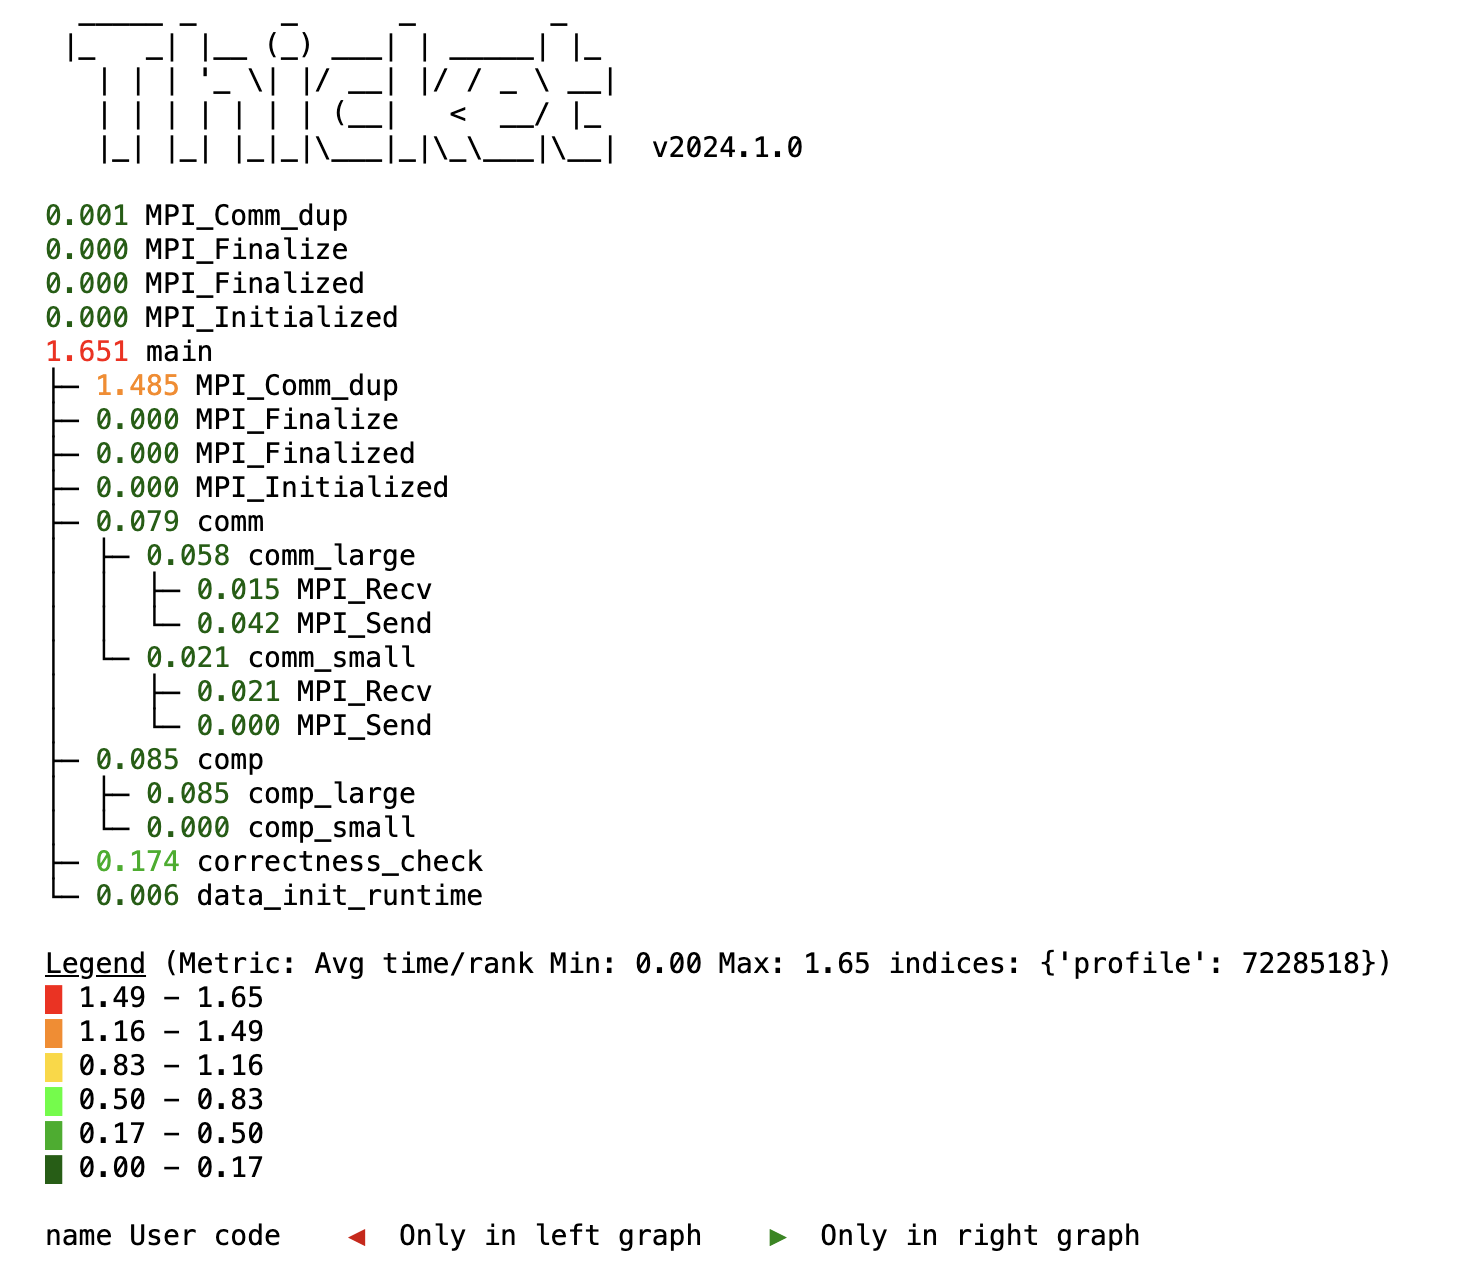 _____ _     _      _        _
 |_   _| |__ (_) ___| | _____| |_
   | | | '_ \| |/ __| |/ / _ \ __|
   | | | | | | | (__|   <  __/ |_
   |_| |_| |_|_|\___|_|\_\___|\__|  v2024.1.0

0.001 MPI_Comm_dup
0.000 MPI_Finalize
0.000 MPI_Finalized
0.000 MPI_Initialized
1.651 main
├─ 1.485 MPI_Comm_dup
├─ 0.000 MPI_Finalize
├─ 0.000 MPI_Finalized
├─ 0.000 MPI_Initialized
├─ 0.079 comm
│  ├─ 0.058 comm_large
│  │  ├─ 0.015 MPI_Recv
│  │  └─ 0.042 MPI_Send
│  └─ 0.021 comm_small
│     ├─ 0.021 MPI_Recv
│     └─ 0.000 MPI_Send
├─ 0.085 comp
│  ├─ 0.085 comp_large
│  └─ 0.000 comp_small
├─ 0.174 correctness_check
└─ 0.006 data_init_runtime

Legend (Metric: Avg time/rank Min: 0.00 Max: 1.65 indices: {'profile': 7228518})
█ 1.49 - 1.65
█ 1.16 - 1.49
█ 0.83 - 1.16
█ 0.50 - 0.83
█ 0.17 - 0.50
█ 0.00 - 0.17

name User code    ◀  Only in left graph    ▶  Only in right graph